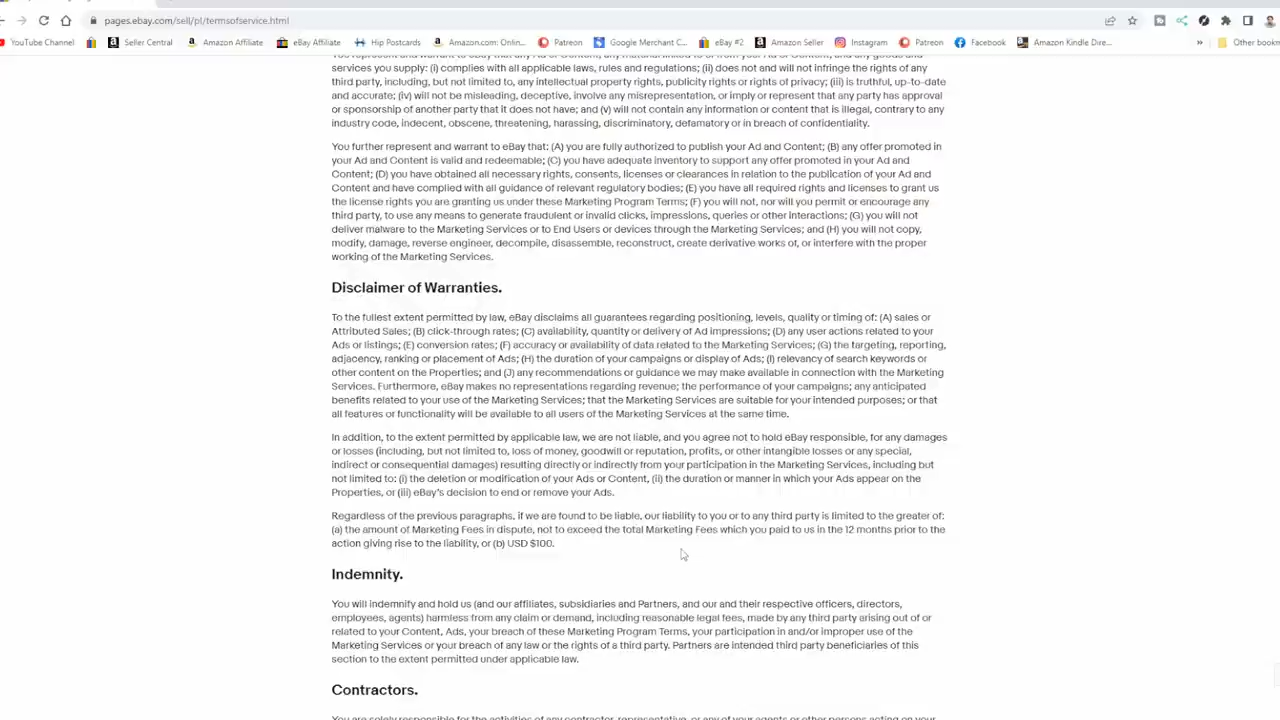 pages.ebay.com/sell/pl/termsofservice.html
YouTube Channel Seller Central Amazon Affiliate eBay Affiliate Hip Postcards Amazon.com: Onlin... Patreon Google Merchant C... eBay #2 Amazon Seller Instagram Patreon Facebook Amazon Kindle Dire... » Other book
services you supply: (i) complies with all applicable laws, rules and regulations; (ii) does not and will not infringe the rights of any
third party, including, but not limited to, any intellectual property rights, publicity rights or rights of privacy; (iii) is truthful, up-to-date
and accurate; (iv) will not be misleading, deceptive, involve any misrepresentation, or imply or represent that any party has approval
or sponsorship of another party that it does not have; and (v) will not contain any information or content that is illegal, contrary to any
industry code, indecent, obscene, threatening, harassing, discriminatory, defamatory or in breach of confidentiality.
You further represent and warrant to eBay that: (A) you are fully authorized to publish your Ad and Content; (B) any offer promoted in
your Ad and Content is valid and redeemable; (C) you have adequate inventory to support any offer promoted in your Ad and
Content; (D) you have obtained all necessary rights, consents, licenses or clearances in relation to the publication of your Ad and
Content and have complied with all guidance of relevant regulatory bodies; (E) you have all required rights and licenses to grant us
the license rights you are granting us under these Marketing Program Terms; (F) you will not, nor will you permit or encourage any
third party, to use any means to generate fraudulent or invalid clicks, impressions, queries or other interactions; (G) you will not
deliver malware to the Marketing Services or to End Users or devices through the Marketing Services; and (H) you will not copy,
modify, damage, reverse engineer, decompile, disassemble, reconstruct, create derivative works of, or interfere with the proper
working of the Marketing Services.
Disclaimer of Warranties.
To the fullest extent permitted by law, eBay disclaims all guarantees regarding positioning, levels, quality or timing of: (A) sales or
Attributed Sales; (B) click-through rates; (C) availability, quantity or delivery of Ad impressions; (D) any user actions related to your
Ads or listings; (E) conversion rates; (F) accuracy or availability of data related to the Marketing Services; (G) the targeting, reporting,
adjacency, ranking or placement of Ads; (H) the duration of your campaigns or display of Ads; (I) relevancy of search keywords or
other content on the Properties; and (J) any recommendations or guidance we may make available in connection with the Marketing
Services. Furthermore, eBay makes no representations regarding revenue; the performance of your campaigns; any anticipated
benefits related to your use of the Marketing Services; that the Marketing Services are suitable for your intended purposes; or that
all features or functionality will be available to all users of the Marketing Services at the same time.
In addition, to the extent permitted by applicable law, we are not liable, and you agree not to hold eBay responsible, for any damages
or losses (including, but not limited to, loss of money, goodwill or reputation, profits, or other intangible losses or any special,
indirect or consequential damages) resulting directly or indirectly from your participation in the Marketing Services, including but
not limited to: (i) the deletion or modification of your Ads or Content, (ii) the duration or manner in which your Ads appear on the
Properties, or (iii) eBay's decision to end or remove your Ads.
Regardless of the previous paragraphs, if we are found to be liable, our liability to you or to any third party is limited to the greater of:
(a) the amount of Marketing Fees in dispute, not to exceed the total Marketing Fees which you paid to us in the 12 months prior to the
action giving rise to the liability, or (b) USD $100.
Indemnity.
You will indemnify and hold us (and our affiliates, subsidiaries and Partners, and our and their respective officers, directors,
employees, agents) harmless from any claim or demand, including reasonable legal fees, made by any third party arising out of or
related to your Content, Ads, your breach of these Marketing Program Terms, your participation in and/or improper use of the
Marketing Services or your breach of any law or the rights of a third party. Partners are intended third party beneficiaries of this
section to the extent permitted under applicable law.
Contractors.
You are solely responsible for the activities of any contractor, representative, or any of your agents or other persons acting on your